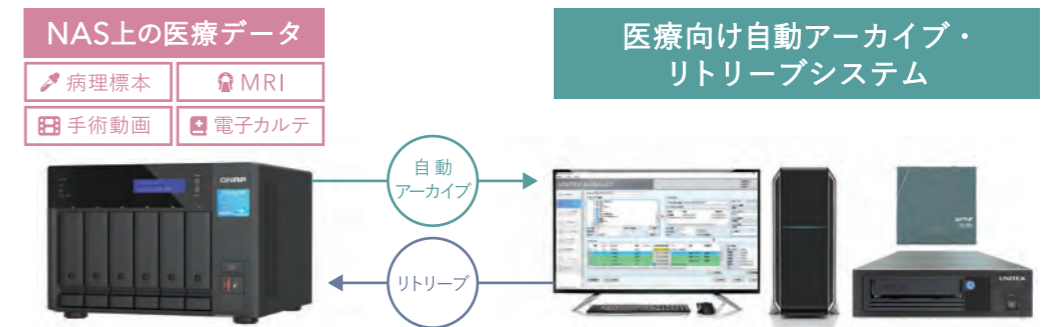 NAS上の医療データ
病理標本
MRI
手術動画
電子カルテ
医療向け自動アーカイブ・
リトリーブシステム
自動
アーカイブ
リトリーブ
QNAP
UNITEX